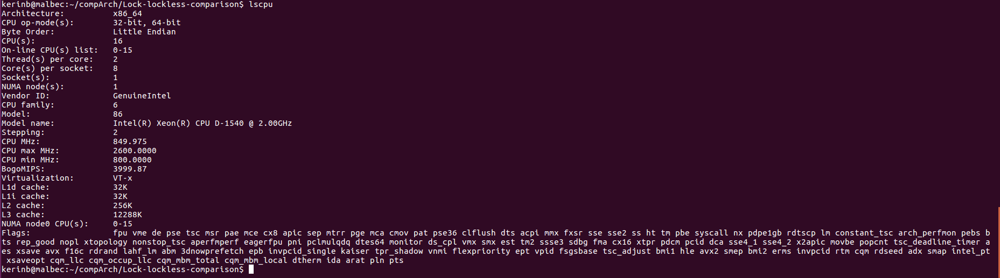 kerinb@malbec:~/compArch/Lock-lockless-comparison$ lscpu
Architecture:          x86_64
CPU op-mode(s):        32-bit, 64-bit
Byte Order:            Little Endian
CPU(s):                16
On-line CPU(s) list:   0-15
Thread(s) per core:    2
Core(s) per socket:    8
Socket(s):             1
NUMA node(s):          1
Vendor ID:             GenuineIntel
CPU family:            6
Model:                 86
Model name:            Intel(R) Xeon(R) CPU D-1540 @ 2.00GHz
Stepping:              2
CPU MHz:               849.975
CPU max MHz:           2600.0000
CPU min MHz:           800.0000
BogoMIPS:              3999.87
Virtualization:        VT-x
L1d cache:             32K
L1i cache:             32K
L2 cache:              256K
L3 cache:              12288K
NUMA node0 CPU(s):     0-15
Flags:                 fpu vme de pse tsc msr pae mce cx8 apic sep mtrr pge mca cmov pat pse36 clflush dts acpi mmx fxsr sse sse2 ss ht tm pbe syscall nx pdpe1gb rdtscp lm constant_tsc arch_perfmon pebs b
ts rep_good nopl xtopology nonstop_tsc aperfmperf eagerfpu pni pclmulqdq dtes64 monitor ds_cpl vmx smx est tm2 ssse3 sdbg fma cx16 xtpr pdcm pcid dca sse4_1 sse4_2 x2apic movbe popcnt tsc_deadline_timer a
es xsave avx f16c rdrand lahf_lm abm 3dnowprefetch epb invpcid_single kaiser tpr_shadow vnmi flexpriority ept vpid fsgsbase tsc_adjust bmi1 hle avx2 smep bmi2 erms invpcid rtm cqm rdseed adx smap intel_pt
 xsaveopt cqm_llc cqm_occup_llc cqm_mbm_total cqm_mbm_local dtherm ida arat pln pts
kerinb@malbec:~/compArch/Lock-lockless-comparison$